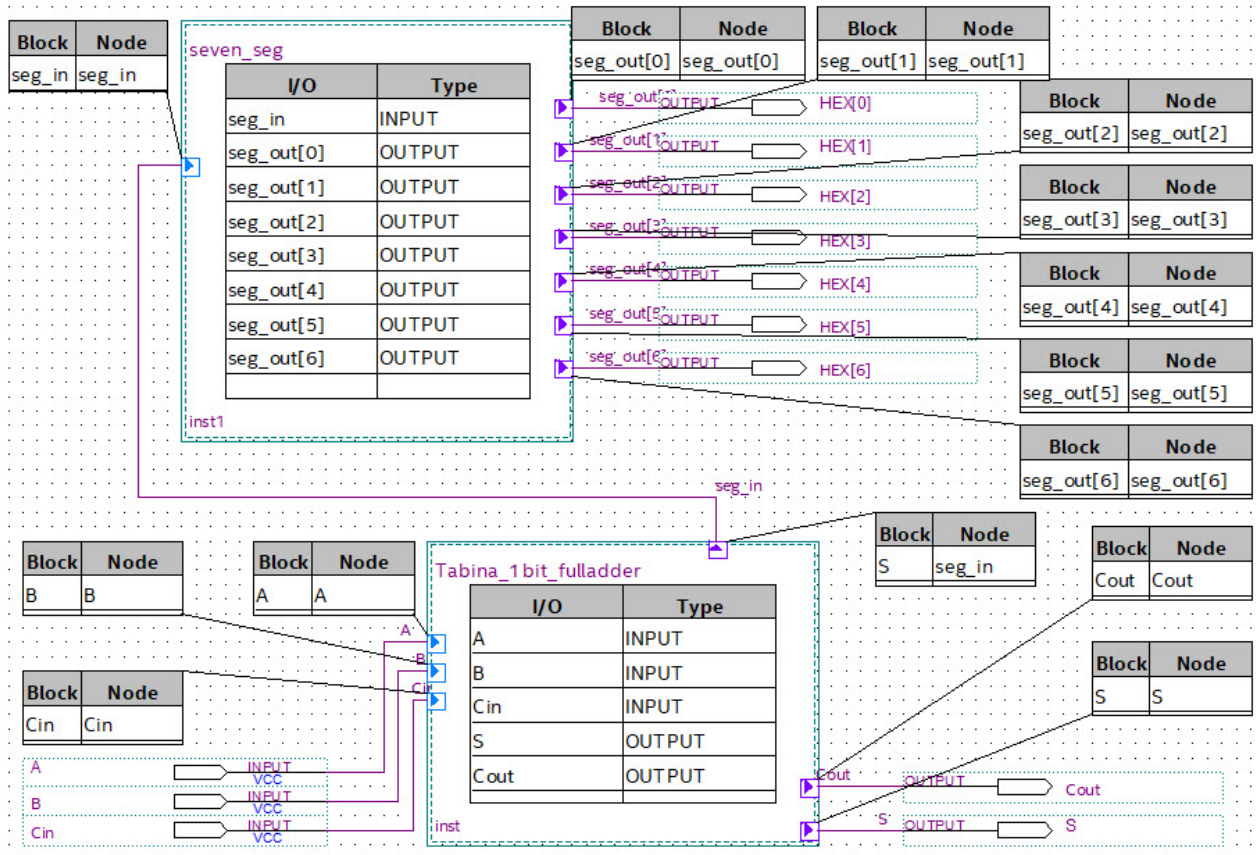 Block Node
seg_in seg_in
seven_seg
I/O Type
seg_in INPUT
seg_out[0] OUTPUT
seg_out[1] OUTPUT
seg_out[2] OUTPUT
seg_out[3] OUTPUT
seg_out[4] OUTPUT
seg_out[5] OUTPUT
seg_out[6] OUTPUT
inst1
Block Node
seg_out[0] seg_out[0]
Block Node
seg_out[1] seg_out[1]
Block Node
seg_out[2] seg_out[2]
Block Node
seg_out[3] seg_out[3]
Block Node
seg_out[4] seg_out[4]
Block Node
seg_out[5] seg_out[5]
Block Node
seg_out[6] seg_out[6]
OUTPUT HEX[0]
OUTPUT HEX[1]
OUTPUT HEX[2]
OUTPUT HEX[3]
OUTPUT HEX[4]
OUTPUT HEX[5]
OUTPUT HEX[6]
seg_in
Block Node
B B
Block Node
A A
Block Node
Cin Cin
A
B
A INPUT
VCC
B INPUT
VCC
Cin INPUT
VCC
Tabina_1bit_fulladder
I/O Type
A INPUT
B INPUT
Cin INPUT
S OUTPUT
Cout OUTPUT
inst
Block Node
S seg_in
Block Node
Cout Cout
Block Node
S S
Cout OUTPUT Cout
S OUTPUT S